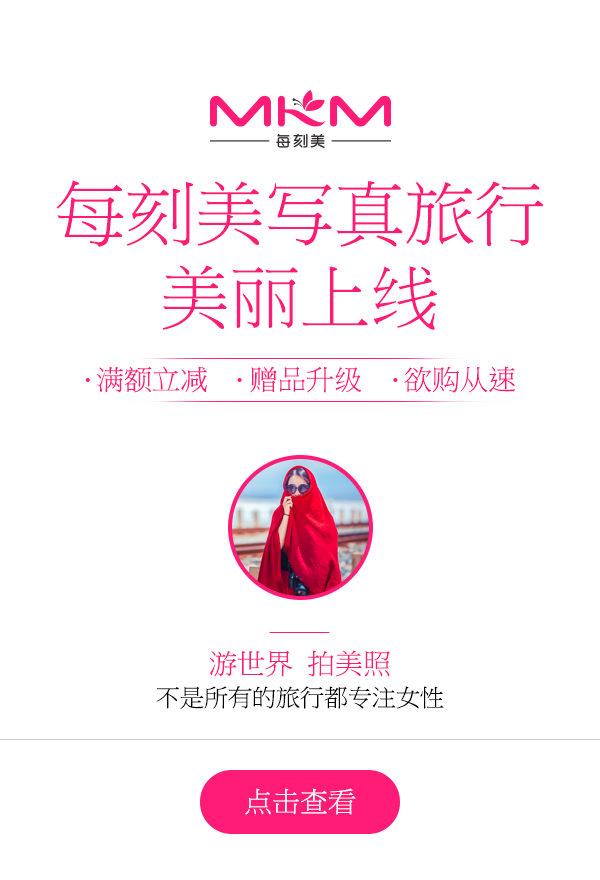 MKM
每刻美
每刻美写真旅行
美丽上线
·满额立减 ·赠品升级 ·欲购从速
游世界 拍美照
不是所有的旅行都专注女性
点击查看